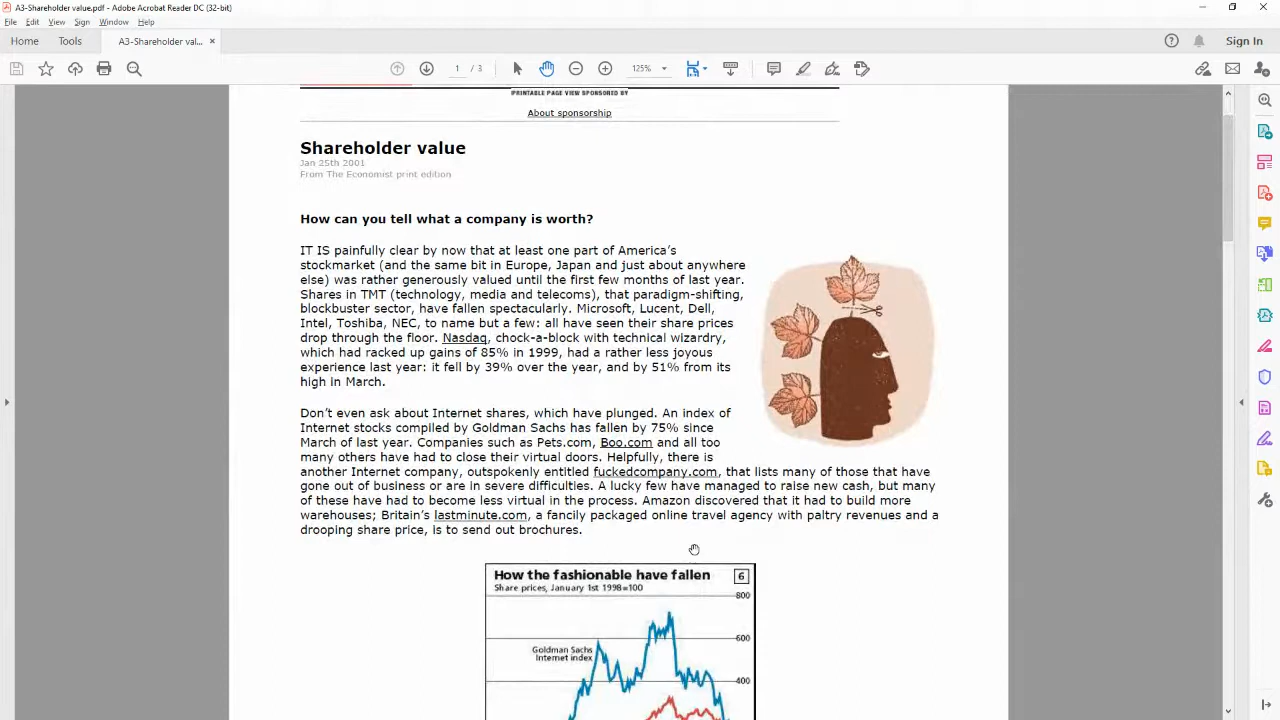 A3-Shareholder value.pdf - Adobe Acrobat Reader DC (32-bit)
File Edit View Sign Window Help
Home Tools A3-Shareholder val... × Sign In
1 / 3 125%
PRINTABLE PAGE VIEW SPONSORED BY
About sponsorship
Shareholder value
Jan 25th 2001
From The Economist print edition
How can you tell what a company is worth?
IT IS painfully clear by now that at least one part of America's
stockmarket (and the same bit in Europe, Japan and just about anywhere
else) was rather generously valued until the first few months of last year.
Shares in TMT (technology, media and telecoms), that paradigm-shifting,
blockbuster sector, have fallen spectacularly. Microsoft, Lucent, Dell,
Intel, Toshiba, NEC, to name but a few: all have seen their share prices
drop through the floor. Nasdaq, chock-a-block with technical wizardry,
which had racked up gains of 85% in 1999, had a rather less joyous
experience last year: it fell by 39% over the year, and by 51% from its
high in March.
Don't even ask about Internet shares, which have plunged. An index of
Internet stocks compiled by Goldman Sachs has fallen by 75% since
March of last year. Companies such as Pets.com, Boo.com and all too
many others have had to close their virtual doors. Helpfully, there is
another Internet company, outspokenly entitled fuckedcompany.com, that lists many of those that have
gone out of business or are in severe difficulties. A lucky few have managed to raise new cash, but many
of these have had to become less virtual in the process. Amazon discovered that it had to build more
warehouses; Britain's lastminute.com, a fancily packaged online travel agency with paltry revenues and a
drooping share price, is to send out brochures.
How the fashionable have fallen 6
Share prices, January 1st 1998=100
800
600
Goldman Sachs
Internet index
400